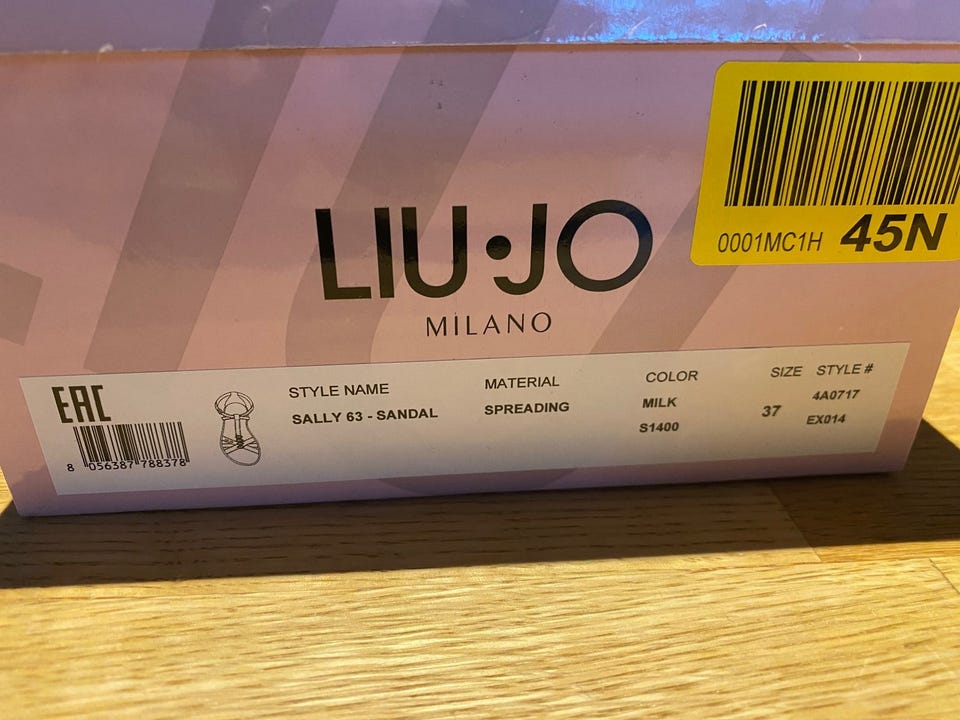 LIU·JO
MILANO
0001MC1H 45N
EAC
8 056387 788378
STYLE NAME
SALLY 63 - SANDAL
MATERIAL
SPREADING
COLOR
MILK
S1400
SIZE
37
STYLE #
4A0717
EX014